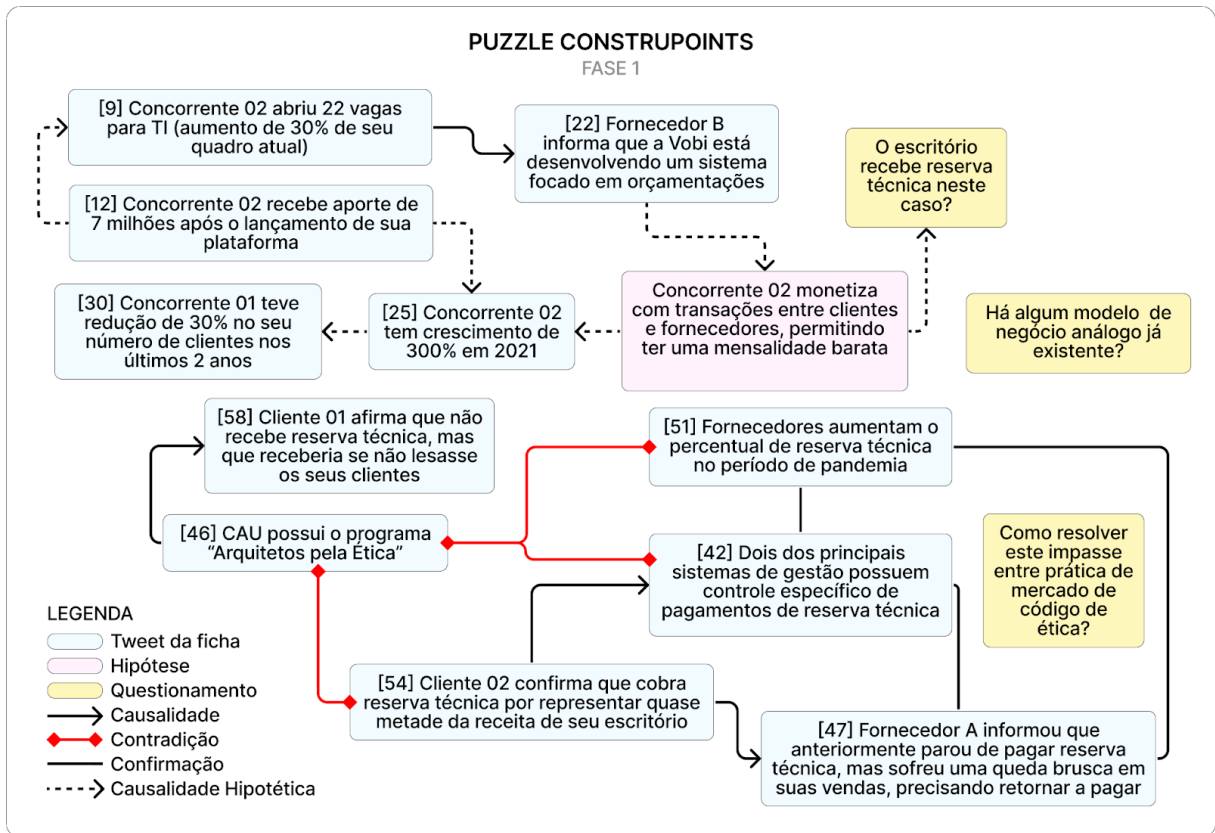 PUZZLE CONSTRUPOINTS
FASE 1
[9] Concorrente 02 abriu 22 vagas
para TI (aumento de 30% de seu
quadro atual)
[22] Fornecedor B
informa que a Vobi está
desenvolvendo um sistema
focado em orçamentações
O escritório
recebe reserva
técnica neste
caso?
[12] Concorrente 02 recebe aporte de
7 milhões após o lançamento de sua
plataforma
[30] Concorrente 01 teve
redução de 30% no seu
número de clientes nos
últimos 2 anos
[25] Concorrente 02
tem crescimento de
300% em 2021
Concorrente 02 monetiza
com transações entre clientes
e fornecedores, permitindo
ter uma mensalidade barata
Há algum modelo de
negócio análogo já
existente?
[58] Cliente 01 afirma que não
recebe reserva técnica, mas
que receberia se não lesasse
os seus clientes
[51] Fornecedores aumentam o
percentual de reserva técnica
no período de pandemia
[46] CAU possui o programa
“Arquitetos pela Ética”
[42] Dois dos principais
sistemas de gestão possuem
controle específico de
pagamentos de reserva técnica
Como resolver
este impasse
entre prática de
mercado de
código de
ética?
[54] Cliente 02 confirma que cobra
reserva técnica por representar quase
metade da receita de seu escritório
[47] Fornecedor A informou que
anteriormente parou de pagar reserva
técnica, mas sofreu uma queda brusca em
suas vendas, precisando retornar a pagar
LEGENDA
Tweet da ficha
Hipótese
Questionamento
Causalidade
Contradição
Confirmação
Causalidade Hipotética